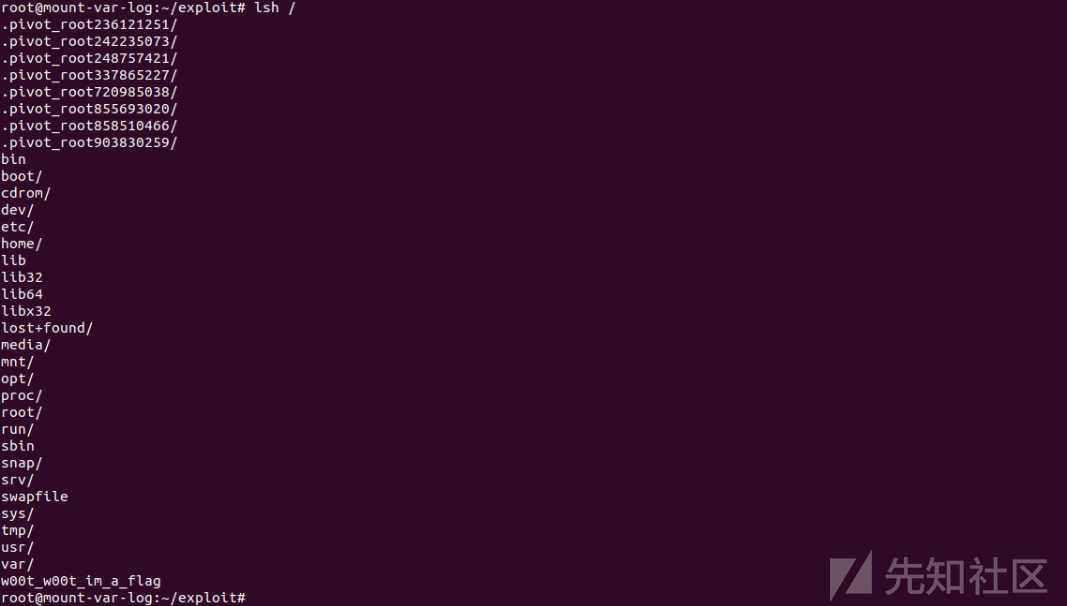 root@mount-var-log:~/exploit# lsh /
.pivot_root236121251/
.pivot_root242235073/
.pivot_root248757421/
.pivot_root337865227/
.pivot_root720985038/
.pivot_root855693020/
.pivot_root858510466/
.pivot_root903830259/
bin
boot/
cdrom/
dev/
etc/
home/
lib
lib32
lib64
libx32
lost+found/
media/
mnt/
opt/
proc/
root/
run/
sbin
snap/
srv/
swapfile
sys/
tmp/
usr/
var/
w00t_w00t_im_a_flag
root@mount-var-log:~/exploit#
先知社区